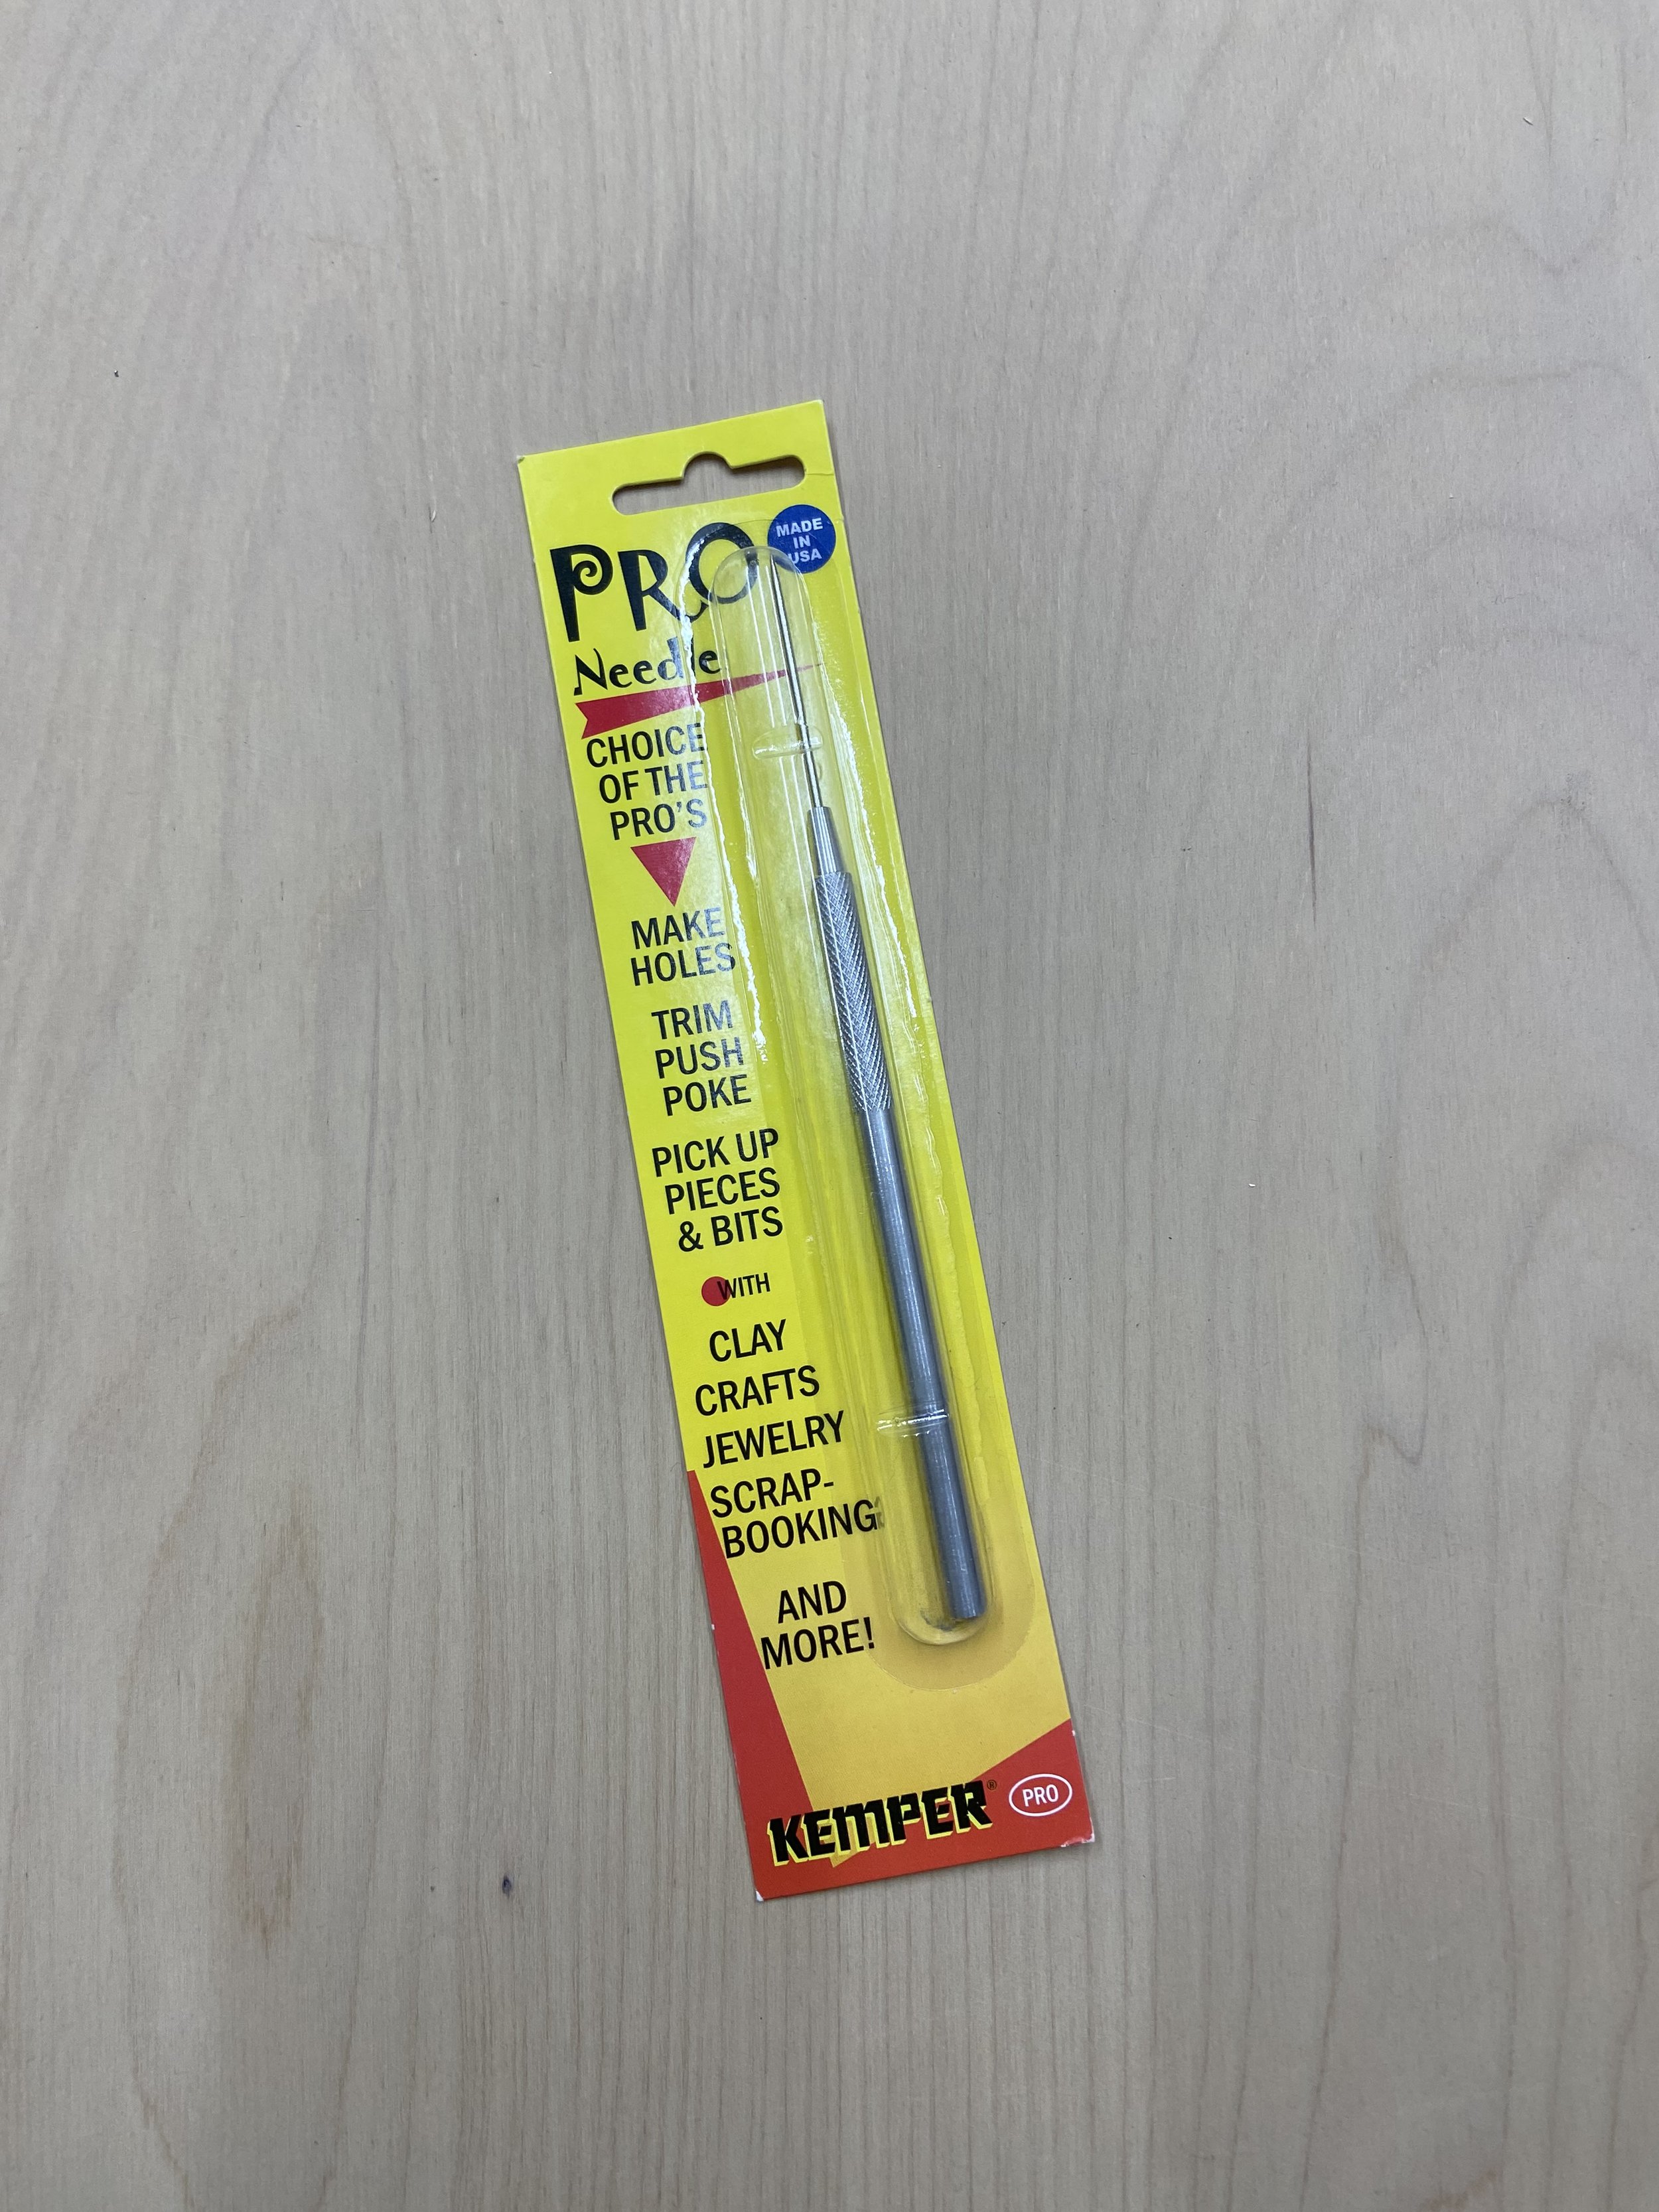 PRO
MADE
IN
USA
Needle
CHOICE
OF THE
PRO'S
MAKE
HOLES
TRIM
PUSH
POKE
PICK UP
PIECES
& BITS
WITH
CLAY
CRAFTS
JEWELRY
SCRAP-
BOOKING
AND
MORE!
KEMPER®
PRO